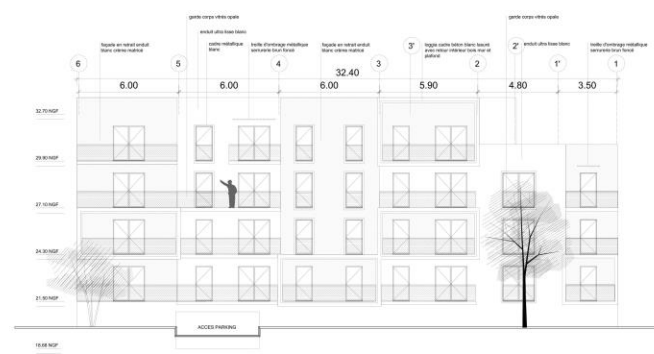 garde corps vitrée opale
garde corps vitrée opale
enduit ultra lisse blanc
façade en retrait enduit
blanc crème matricé
cadre métallique
blanc
treille d'ombrage métallique
serrurerie brun foncé
façade en retrait enduit
blanc crème matricé
loggia cadre béton blanc lasuré
avec retour intérieur bois mur et
plafond
enduit ultra lisse blanc
treille d'ombrage métallique
serrurerie brun foncé
6
5
4
3
3'
2
2'
1'
1
32.40
6.00
6.00
6.00
5.90
4.80
3.50
32.70 NGF
29.90 NGF
27.10 NGF
24.30 NGF
21.50 NGF
ACCES PARKING
18.68 NGF